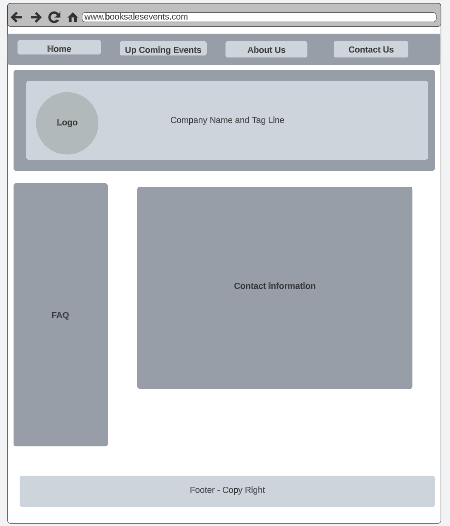 www.booksalesevents.com
Home
Up Coming Events
About Us
Contact Us
Logo
Company Name and Tag Line
FAQ
Contact information
Footer - Copy Right